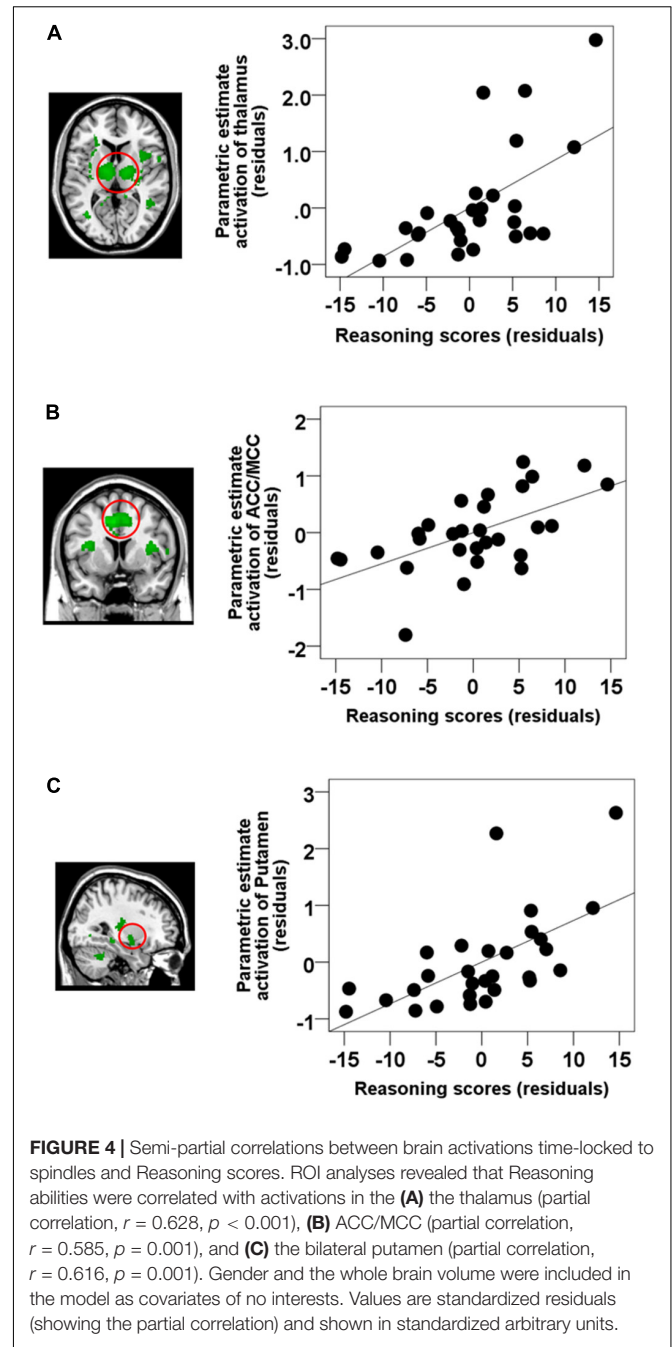 A
Parametric estimate
activation of thalamus
(residuals)
3.0
2.0
1.0
.0
-1.0
-15 -10 -5 0 5 10 15
Reasoning scores (residuals)
B
Parametric estimate
activation of ACC/MCC
(residuals)
2
1
0
-1
-2
-15 -10 -5 0 5 10 15
Reasoning scores (residuals)
C
Parametric estimate
activation of Putamen
(residuals)
3
2
1
0
-1
-15 -10 -5 0 5 10 15
Reasoning scores (residuals)
FIGURE 4 | Semi-partial correlations between brain activations time-locked to
spindles and Reasoning scores. ROI analyses revealed that Reasoning
abilities were correlated with activations in the (A) the thalamus (partial
correlation, r = 0.628, p < 0.001), (B) ACC/MCC (partial correlation,
r = 0.585, p = 0.001), and (C) the bilateral putamen (partial correlation,
r = 0.616, p = 0.001). Gender and the whole brain volume were included in
the model as covariates of no interests. Values are standardized residuals
(showing the partial correlation) and shown in standardized arbitrary units.